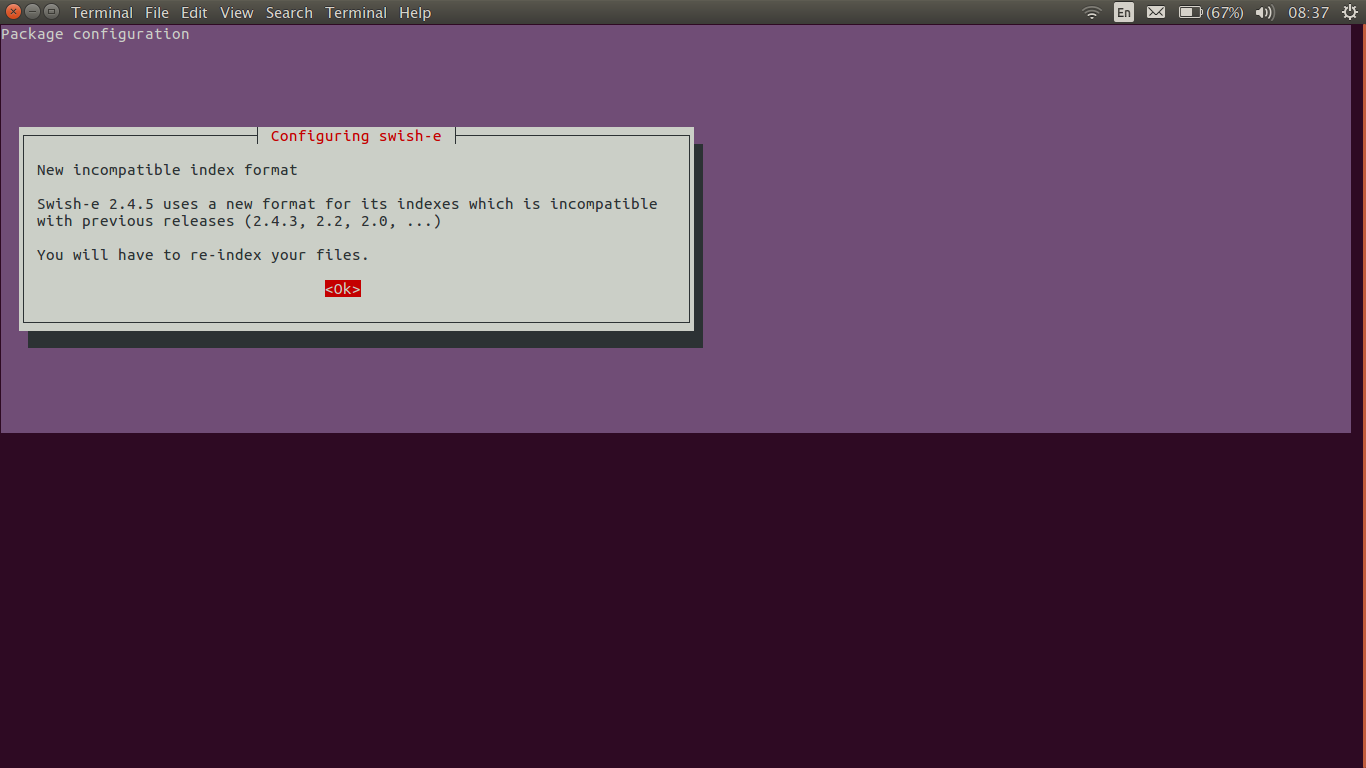 Terminal File Edit View Search Terminal Help En (67%) 08:37
Package configuration
Configuring swish-e
New incompatible index format
Swish-e 2.4.5 uses a new format for its indexes which is incompatible
with previous releases (2.4.3, 2.2, 2.0, ...)
You will have to re-index your files.
<Ok>